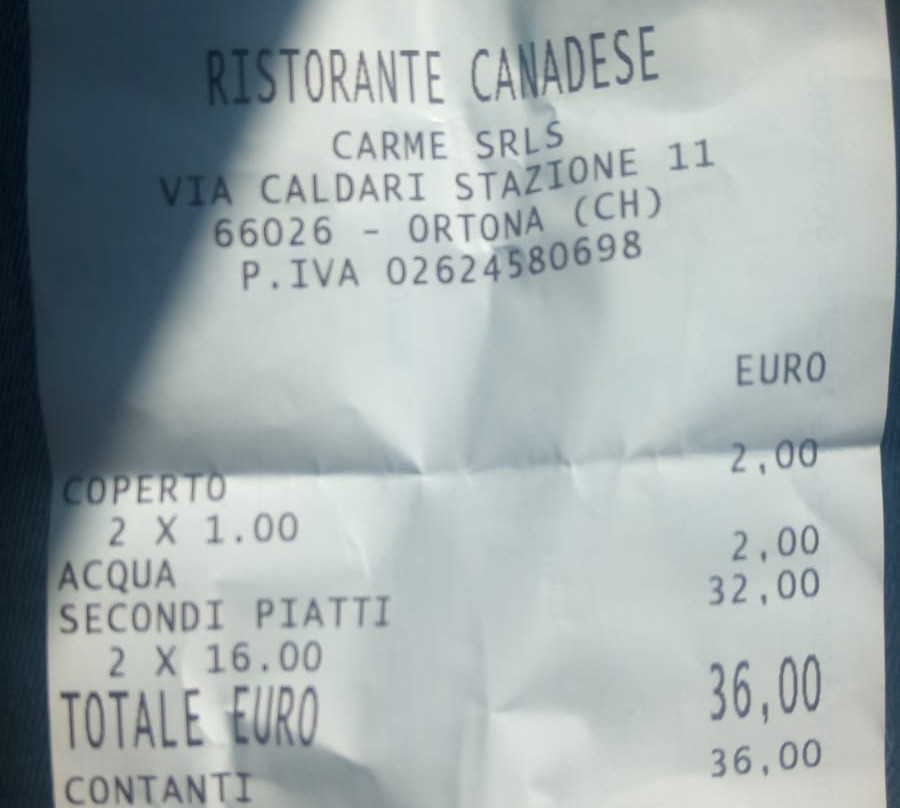 RISTORANTE CANADESE
CARME SRLS
VIA CALDARI STAZIONE 11
66026 - ORTONA (CH)
P.IVA 02624580698
EURO
COPERTO 2,00
2 X 1.00
ACQUA 2,00
SECONDI PIATTI 32,00
2 X 16.00
TOTALE EURO 36,00
CONTANTI 36,00